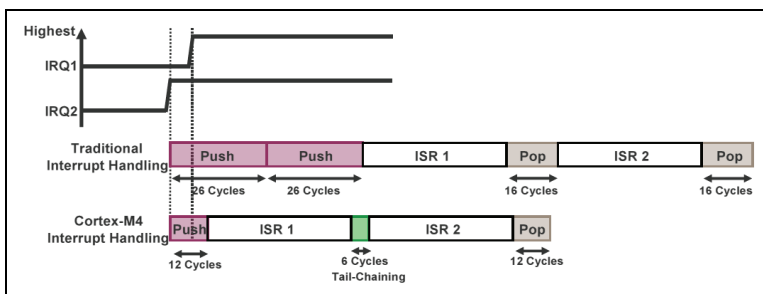 Highest
IRQ1
IRQ2
Traditional
Interrupt Handling
Push Push ISR 1 Pop ISR 2 Pop
26 Cycles 26 Cycles 16 Cycles 16 Cycles
Cortex-M4
Interrupt Handling
Push ISR 1 ISR 2 Pop
12 Cycles 6 Cycles 12 Cycles
Tail-Chaining